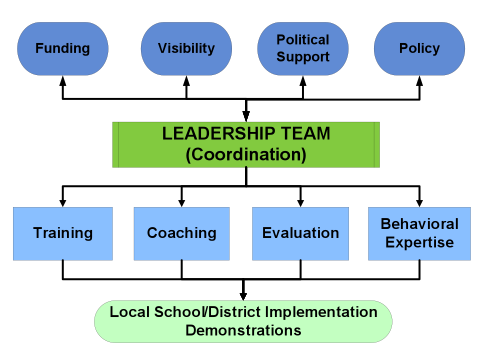 Funding
Visibility
Political
Support
Policy
LEADERSHIP TEAM
(Coordination)
Training
Coaching
Evaluation
Behavioral
Expertise
Local School/District Implementation
Demonstrations